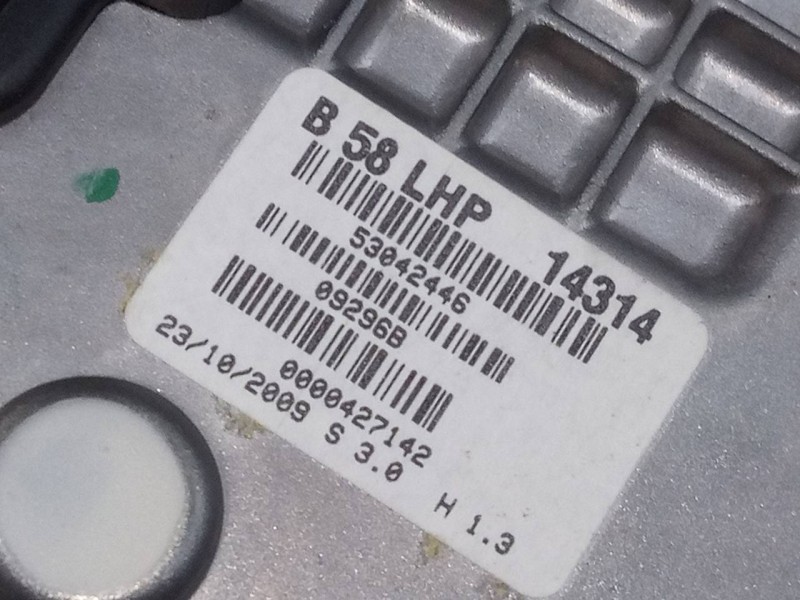 B 58 LHP 14314
53042446
09296B
0000427142
23/10/2009 S 3.0 H 1.3